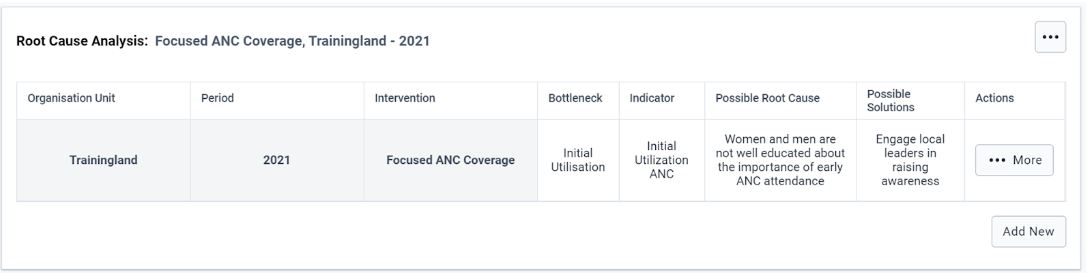 Root Cause Analysis: Focused ANC Coverage, Trainingland - 2021
•••
Organisation Unit
Period
Intervention
Bottleneck
Indicator
Possible Root Cause
Possible
Solutions
Actions
Trainingland
2021
Focused ANC Coverage
Initial
Utilisation
Initial
Utilization
ANC
Women and men are
not well educated about
the importance of early
ANC attendance
Engage local
leaders in
raising
awareness
••• More
Add New